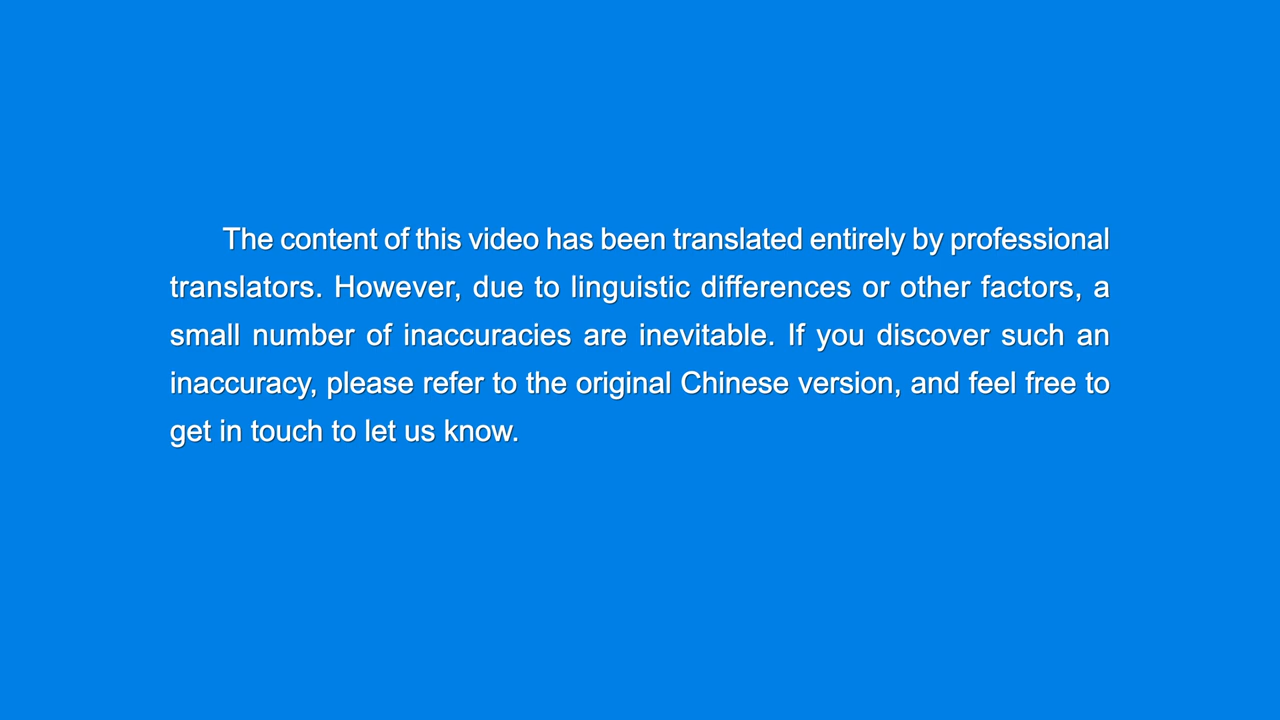 The content of this video has been translated entirely by professional
translators. However, due to linguistic differences or other factors, a
small number of inaccuracies are inevitable. If you discover such an
inaccuracy, please refer to the original Chinese version, and feel free to
get in touch to let us know.